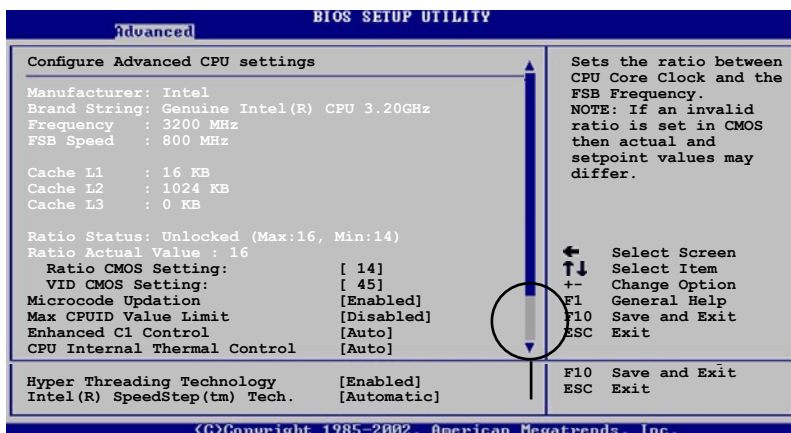 BIOS SETUP UTILITY
Advanced
Configure Advanced CPU settings
Manufacturer: Intel
Brand String: Genuine Intel(R) CPU 3.20GHz
Frequency : 3200 MHz
FSB Speed : 800 MHz
Cache L1 : 16 KB
Cache L2 : 1024 KB
Cache L3 : 0 KB
Ratio Status: Unlocked (Max:16, Min:14)
Ratio Actual Value : 16
Ratio CMOS Setting: [ 14]
VID CMOS Setting: [ 45]
Microcode Updation [Enabled]
Max CPUID Value Limit [Disabled]
Enhanced C1 Control [Auto]
CPU Internal Thermal Control [Auto]
Hyper Threading Technology [Enabled]
Intel(R) SpeedStep(tm) Tech. [Automatic]
Sets the ratio between
CPU Core Clock and the
FSB Frequency.
NOTE: If an invalid
ratio is set in CMOS
then actual and
setpoint values may
differ.
← Select Screen
↑↓ Select Item
+- Change Option
F1 General Help
F10 Save and Exit
ESC Exit
F10 Save and Exit
ESC Exit
(C)Copyright 1985-2002, American Megatrends, Inc.